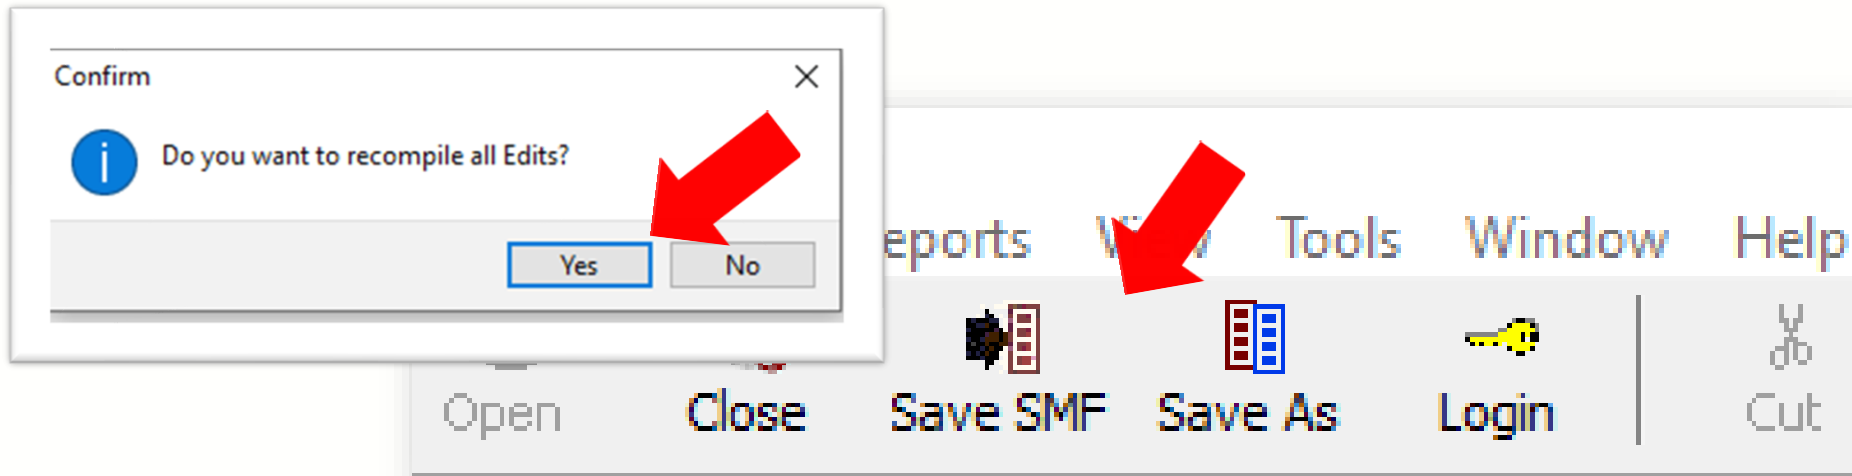 Confirm
Do you want to recompile all Edits?
Yes No
eports View Tools Window Help
Open Close Save SMF Save As Login Cut